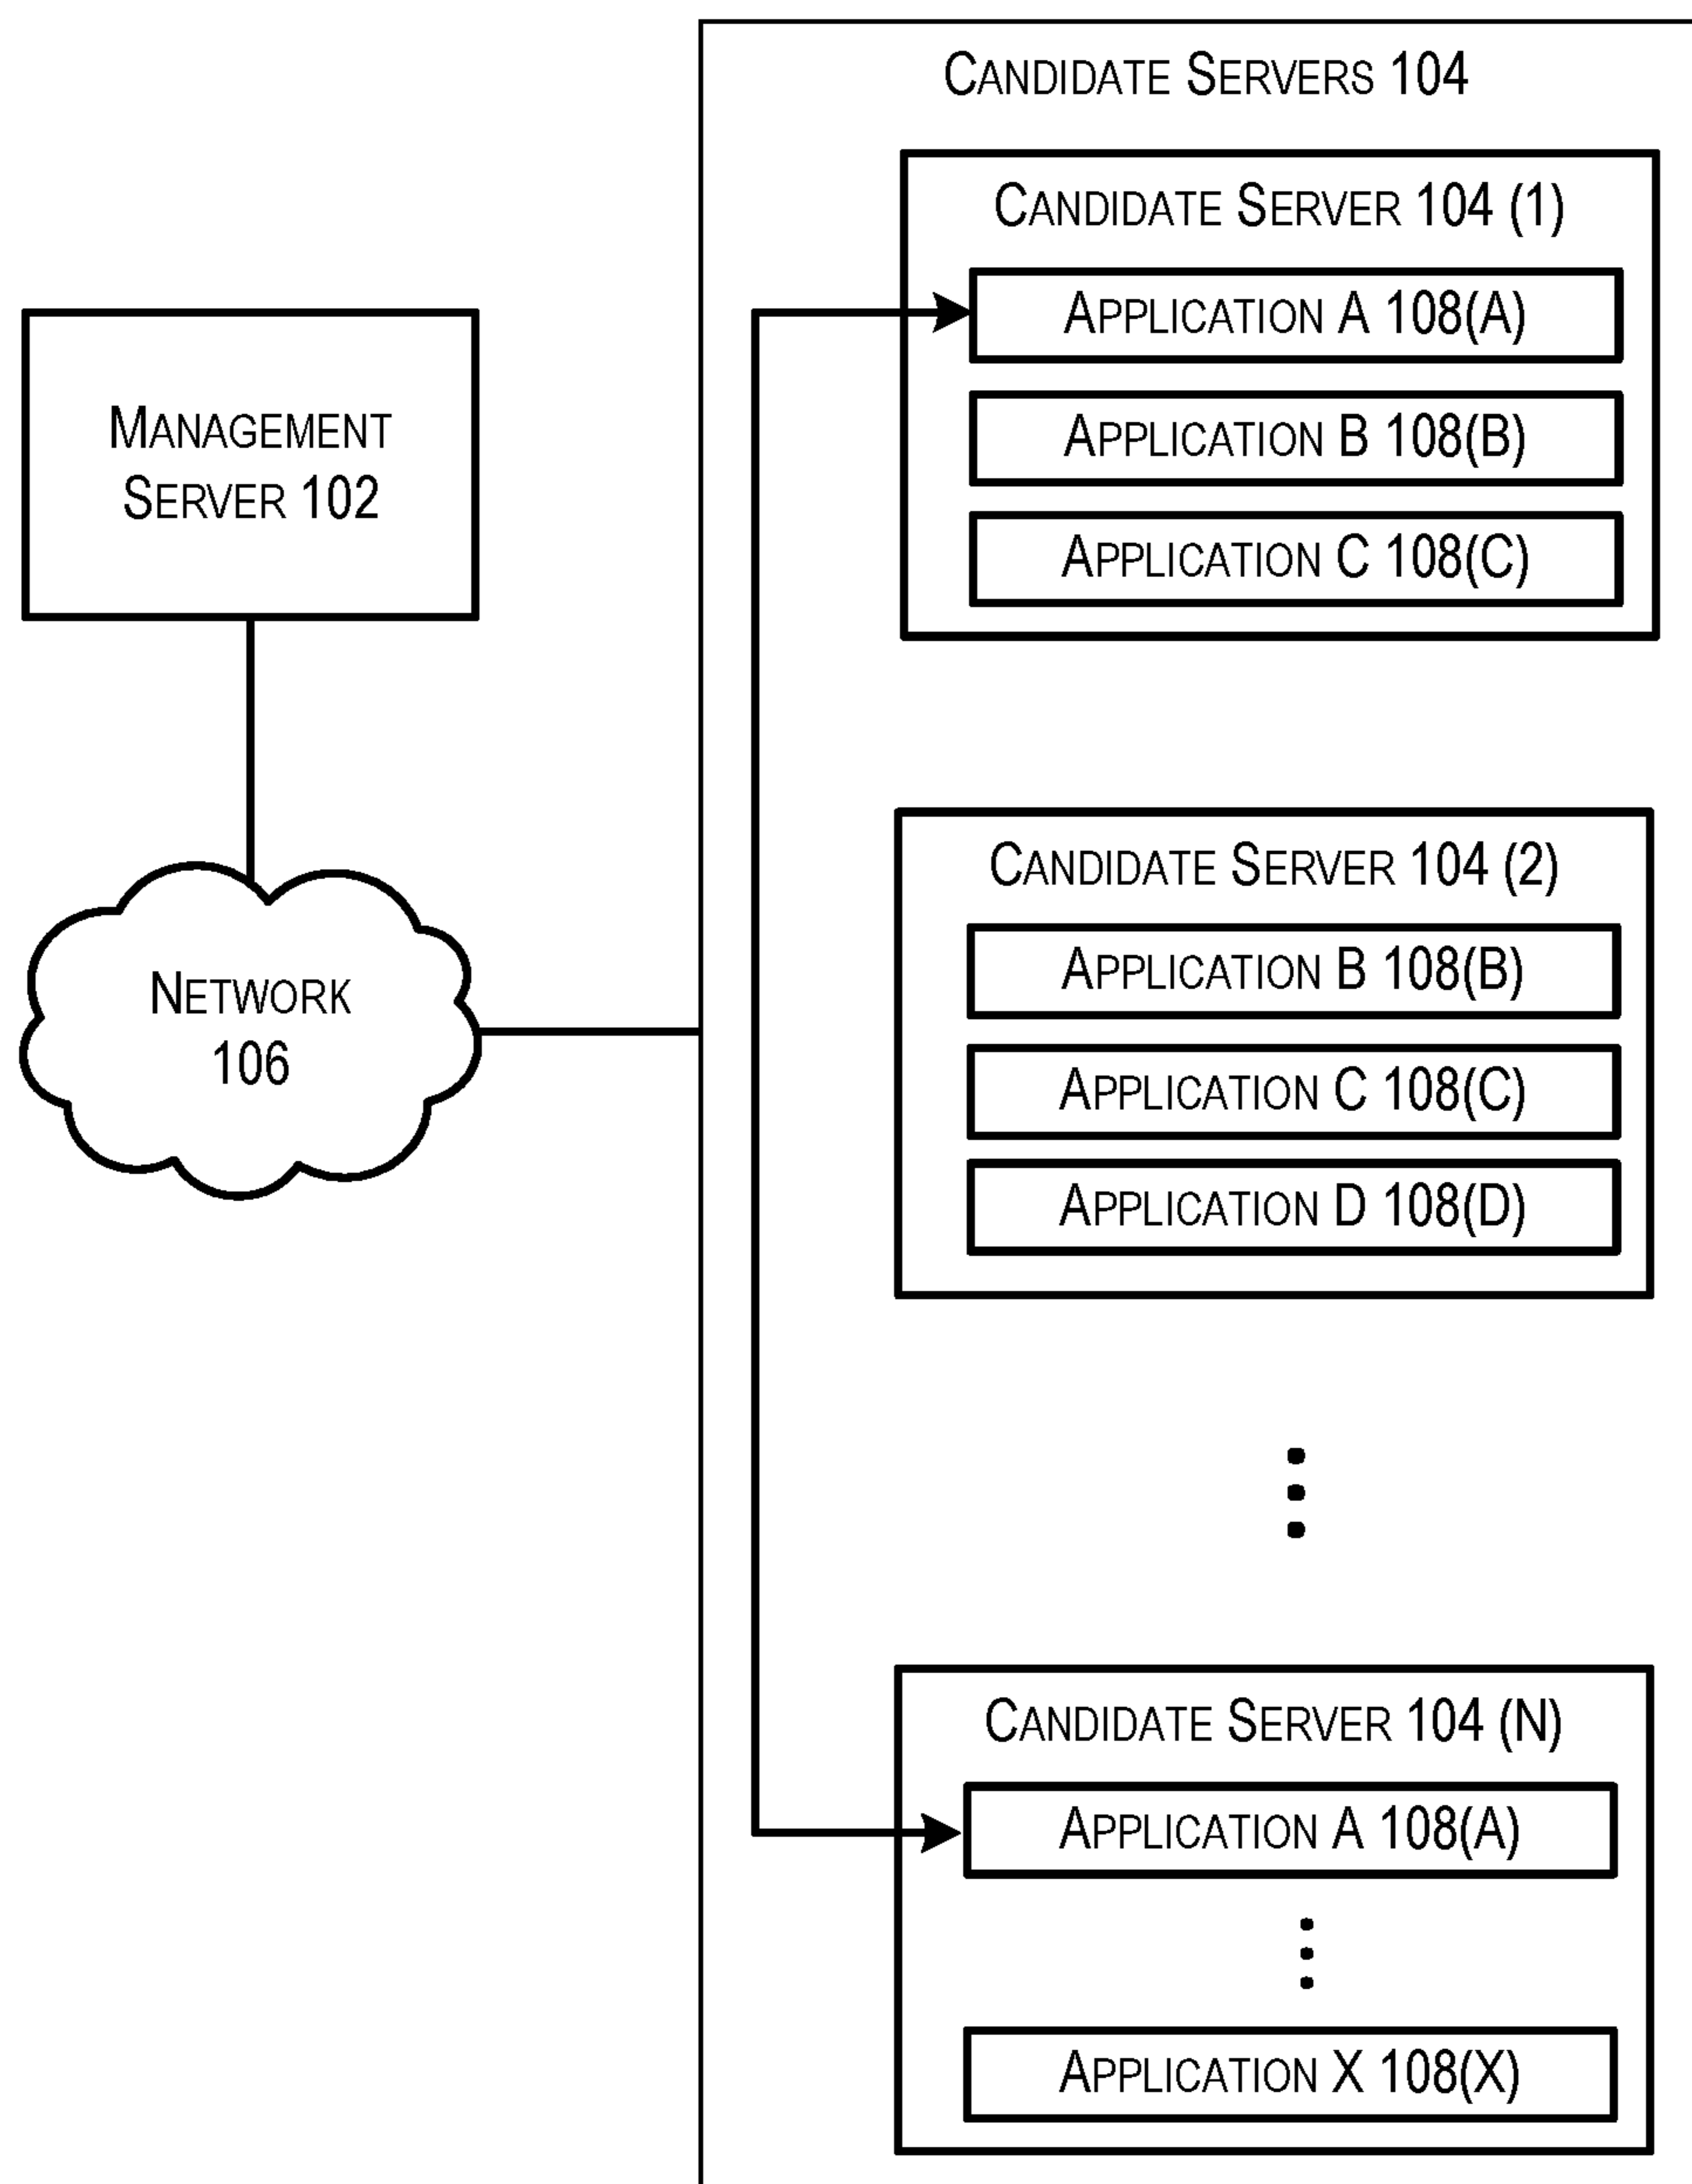 CANDIDATE SERVERS 104
CANDIDATE SERVER 104 (1)
APPLICATION A 108(A)
APPLICATION B 108(B)
APPLICATION C 108(C)
MANAGEMENT
SERVER 102
CANDIDATE SERVER 104 (2)
APPLICATION B 108(B)
APPLICATION C 108(C)
APPLICATION D 108(D)
NETWORK
106
CANDIDATE SERVER 104 (N)
APPLICATION A 108(A)
APPLICATION X 108(X)